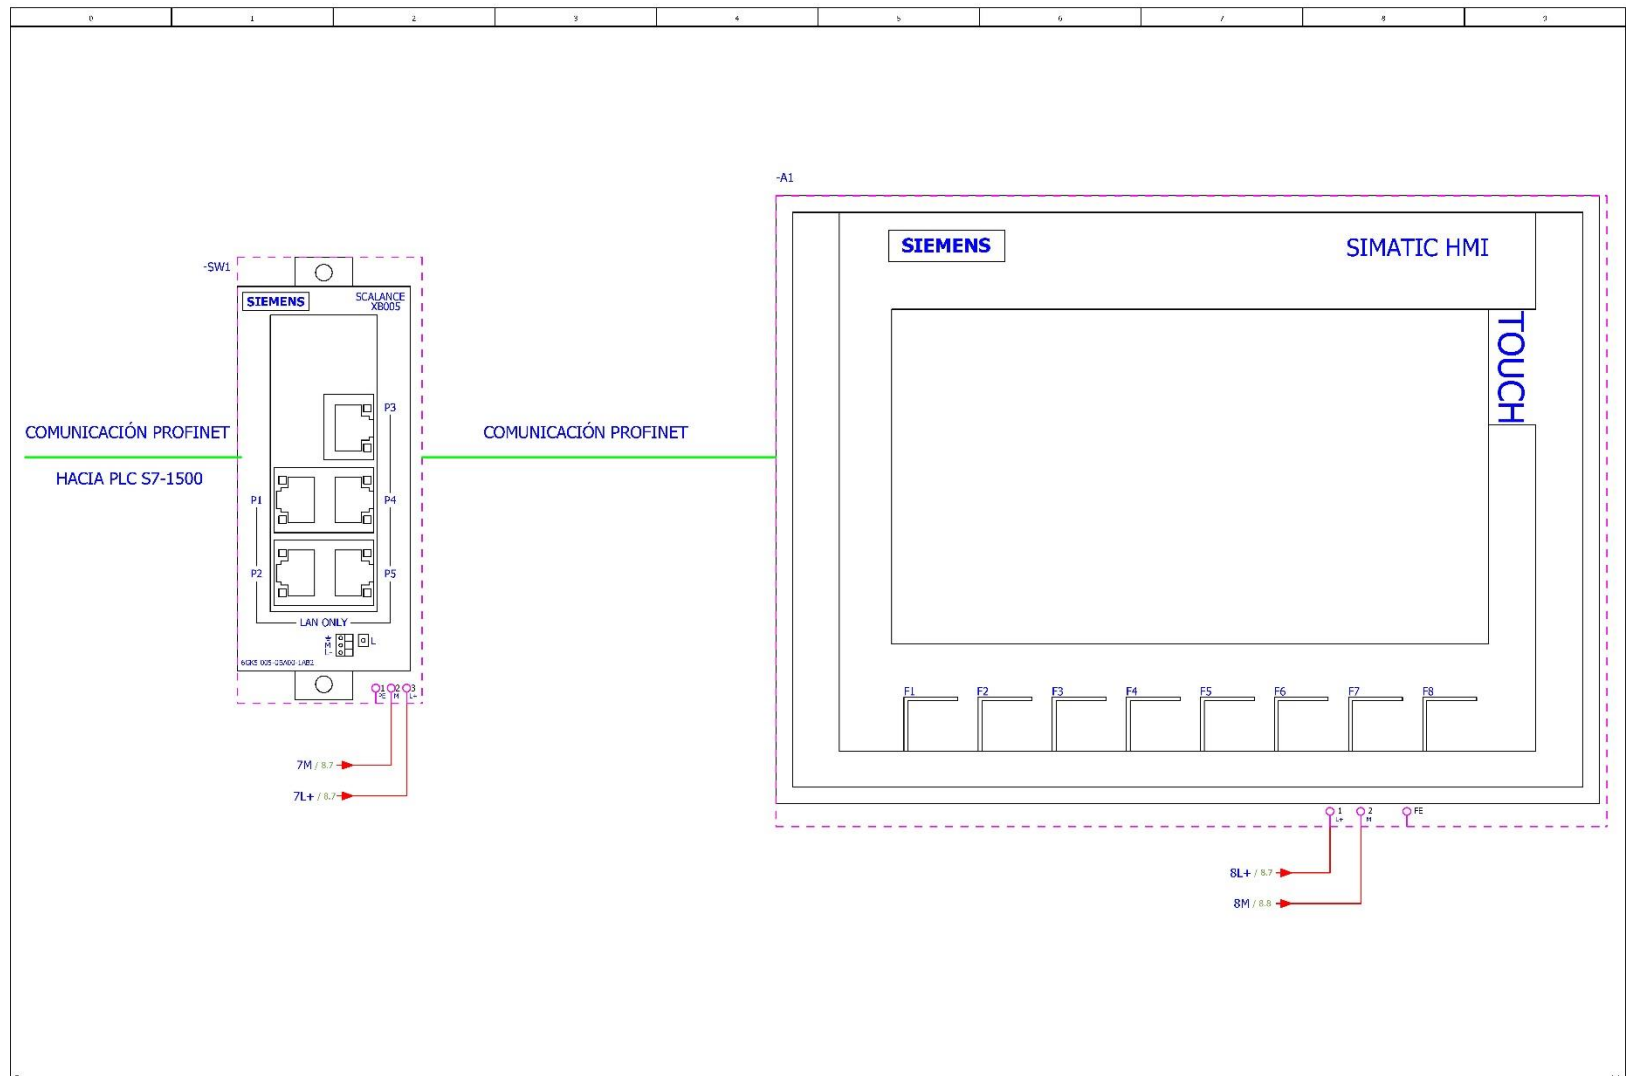 0 1 2 3 4 5 6 7 8 9
-A1
SIEMENS
SIMATIC HMI
TOUCH
-SW1
SIEMENS
SCALANCE
XB005
P3
COMUNICACIÓN PROFINET
HACIA PLC S7-1500
COMUNICACIÓN PROFINET
P1
P4
P2
P5
LAN ONLY
M
L
1 2 3
PE M L+
7M / 8.7
7L+ / 8.7
F1 F2 F3 F4 F5 F6 F7 F8
1 2 FE
L+ M
8L+ / 8.7
8M / 8.8